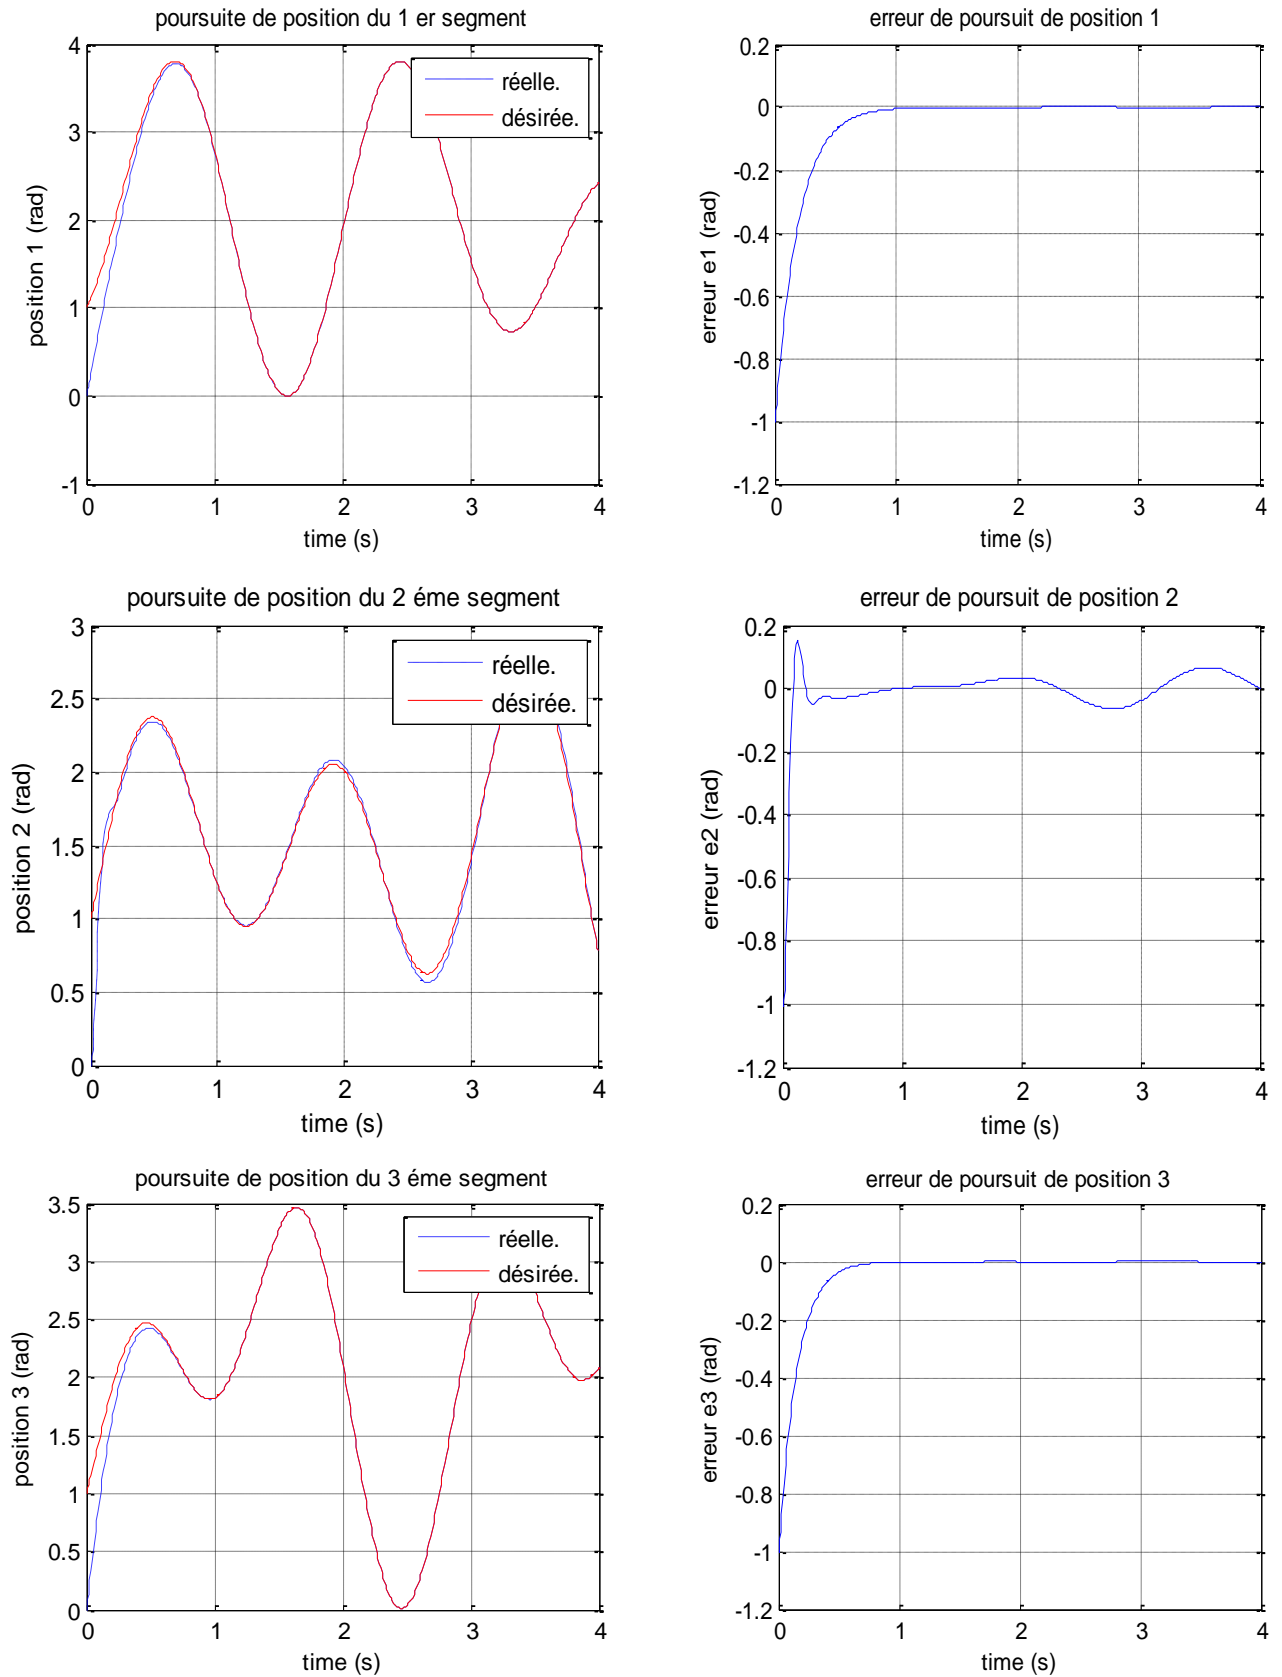 poursuite de position du 1 er segment
4
3
2
1
0
-1
0 1 2 3 4
position 1 (rad)
time (s)
réelle.
désirée.
erreur de poursuit de position 1
0.2
0
-0.2
-0.4
-0.6
-0.8
-1
-1.2
0 1 2 3 4
erreur e1 (rad)
time (s)
poursuite de position du 2 éme segment
3
2.5
2
1.5
1
0.5
0
0 1 2 3 4
position 2 (rad)
time (s)
réelle.
désirée.
erreur de poursuit de position 2
0.2
0
-0.2
-0.4
-0.6
-0.8
-1
-1.2
0 1 2 3 4
erreur e2 (rad)
time (s)
poursuite de position du 3 éme segment
3.5
3
2.5
2
1.5
1
0.5
0
0 1 2 3 4
position 3 (rad)
time (s)
réelle.
désirée.
erreur de poursuit de position 3
0.2
0
-0.2
-0.4
-0.6
-0.8
-1
-1.2
0 1 2 3 4
erreur e3 (rad)
time (s)